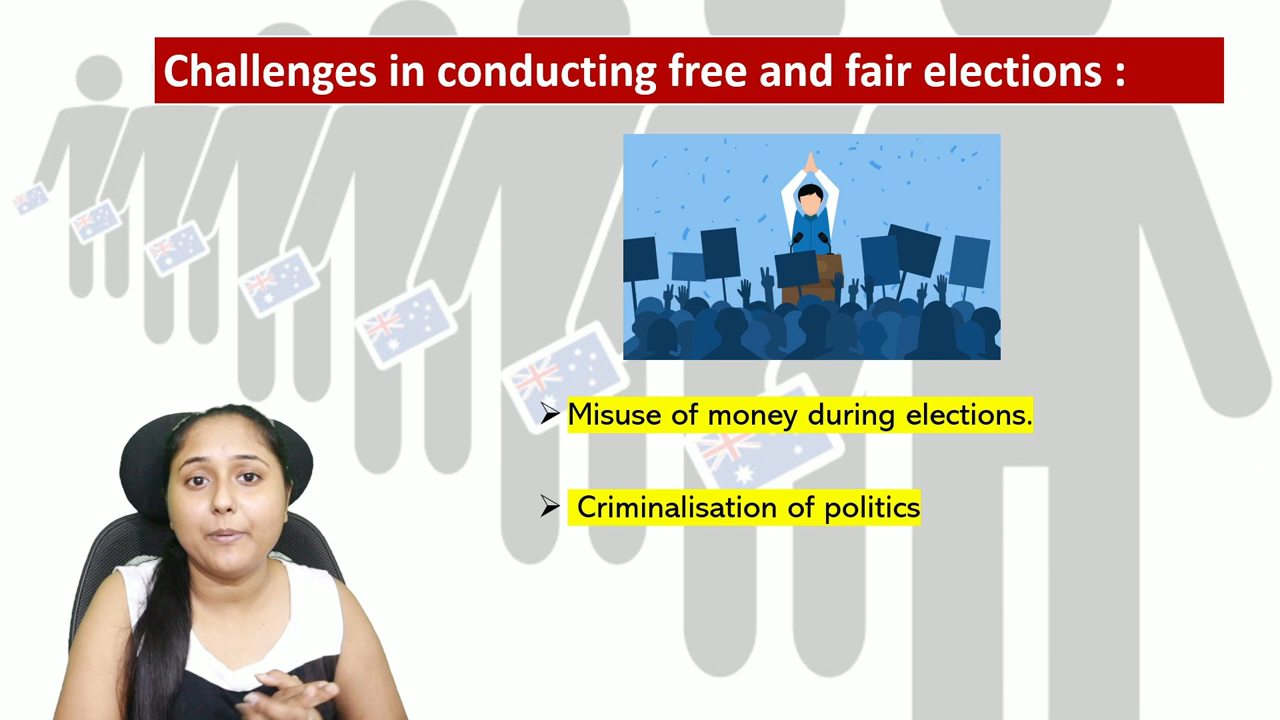 Challenges in conducting free and fair elections :
➢ Misuse of money during elections.
➢ Criminalisation of politics